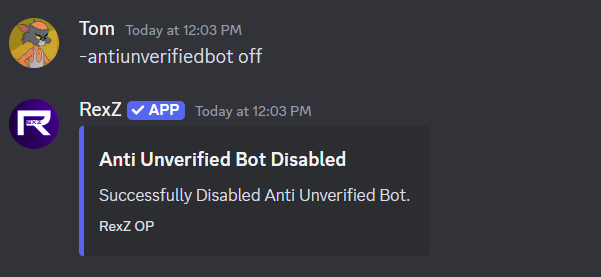 Tom Today at 12:03 PM
-antiunverifiedbot off
RexZ ✓ APP Today at 12:03 PM
REXZ
Anti Unverified Bot Disabled
Successfully Disabled Anti Unverified Bot.
RexZ OP